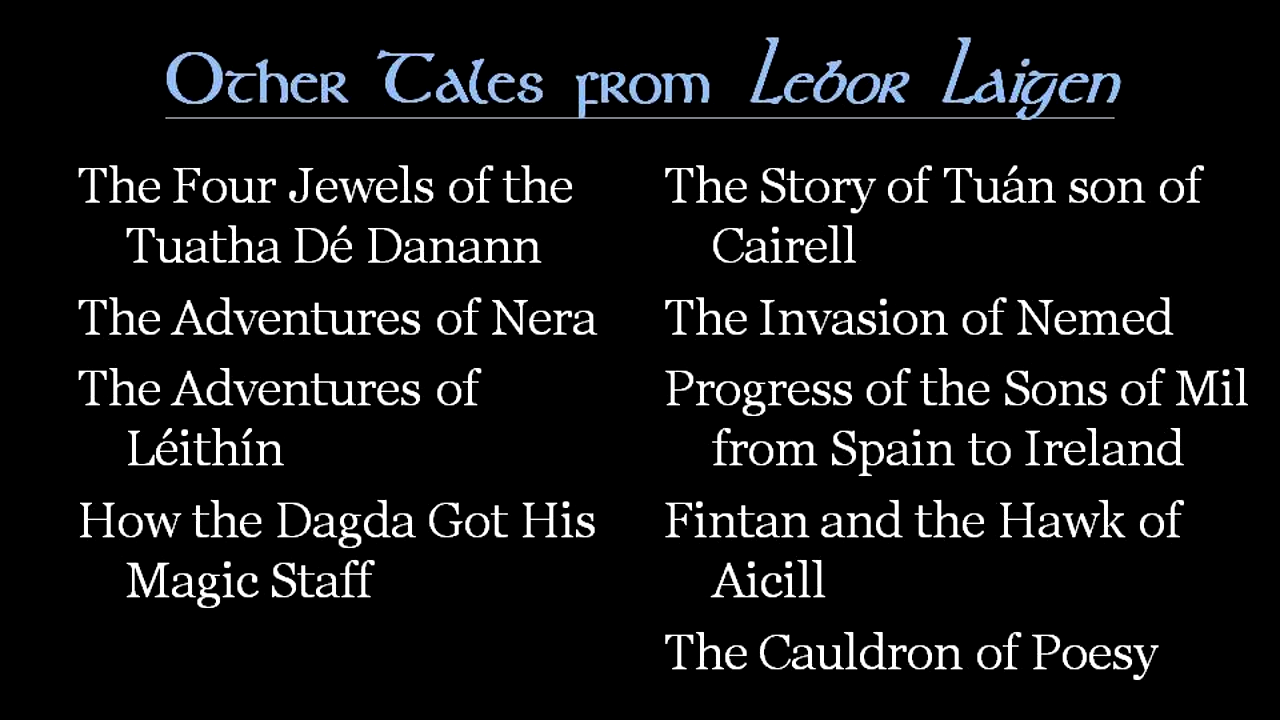 Other Tales from Lebor Laigen
The Four Jewels of the
Tuatha Dé Danann
The Adventures of Nera
The Adventures of
Léithín
How the Dagda Got His
Magic Staff
The Story of Tuán son of
Cairell
The Invasion of Nemed
Progress of the Sons of Mil
from Spain to Ireland
Fintan and the Hawk of
Aicill
The Cauldron of Poesy